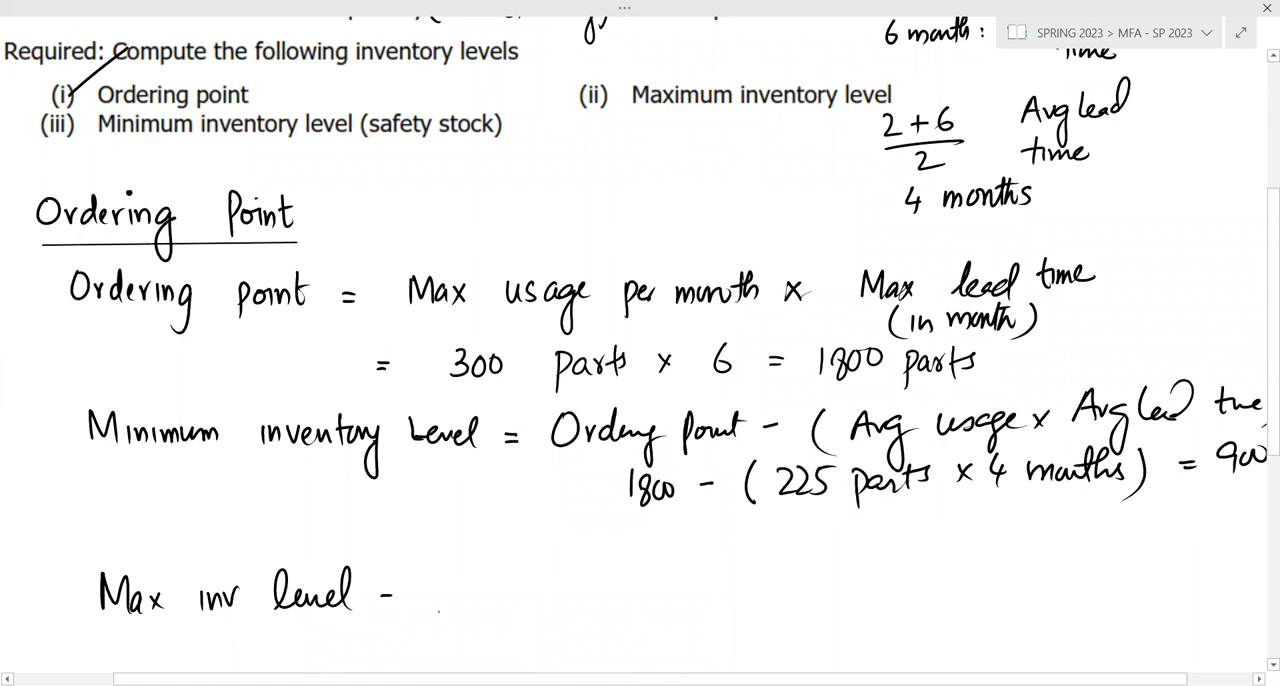 6 month :
SPRING 2023 > MFA - SP 2023
Time
Required: Compute the following inventory levels
(i) Ordering point (ii) Maximum inventory level
(iii) Minimum inventory level (safety stock)
2 + 6
2
Avg lead
time
4 months
Ordering Point
Ordering point = Max usage per month x Max lead time
(in month)
= 300 parts x 6 = 1800 parts
Minimum inventory Level = Ordering point - ( Avg usage x Avg lead time
1800 - ( 225 parts x 4 months ) = 900
Max inv level -